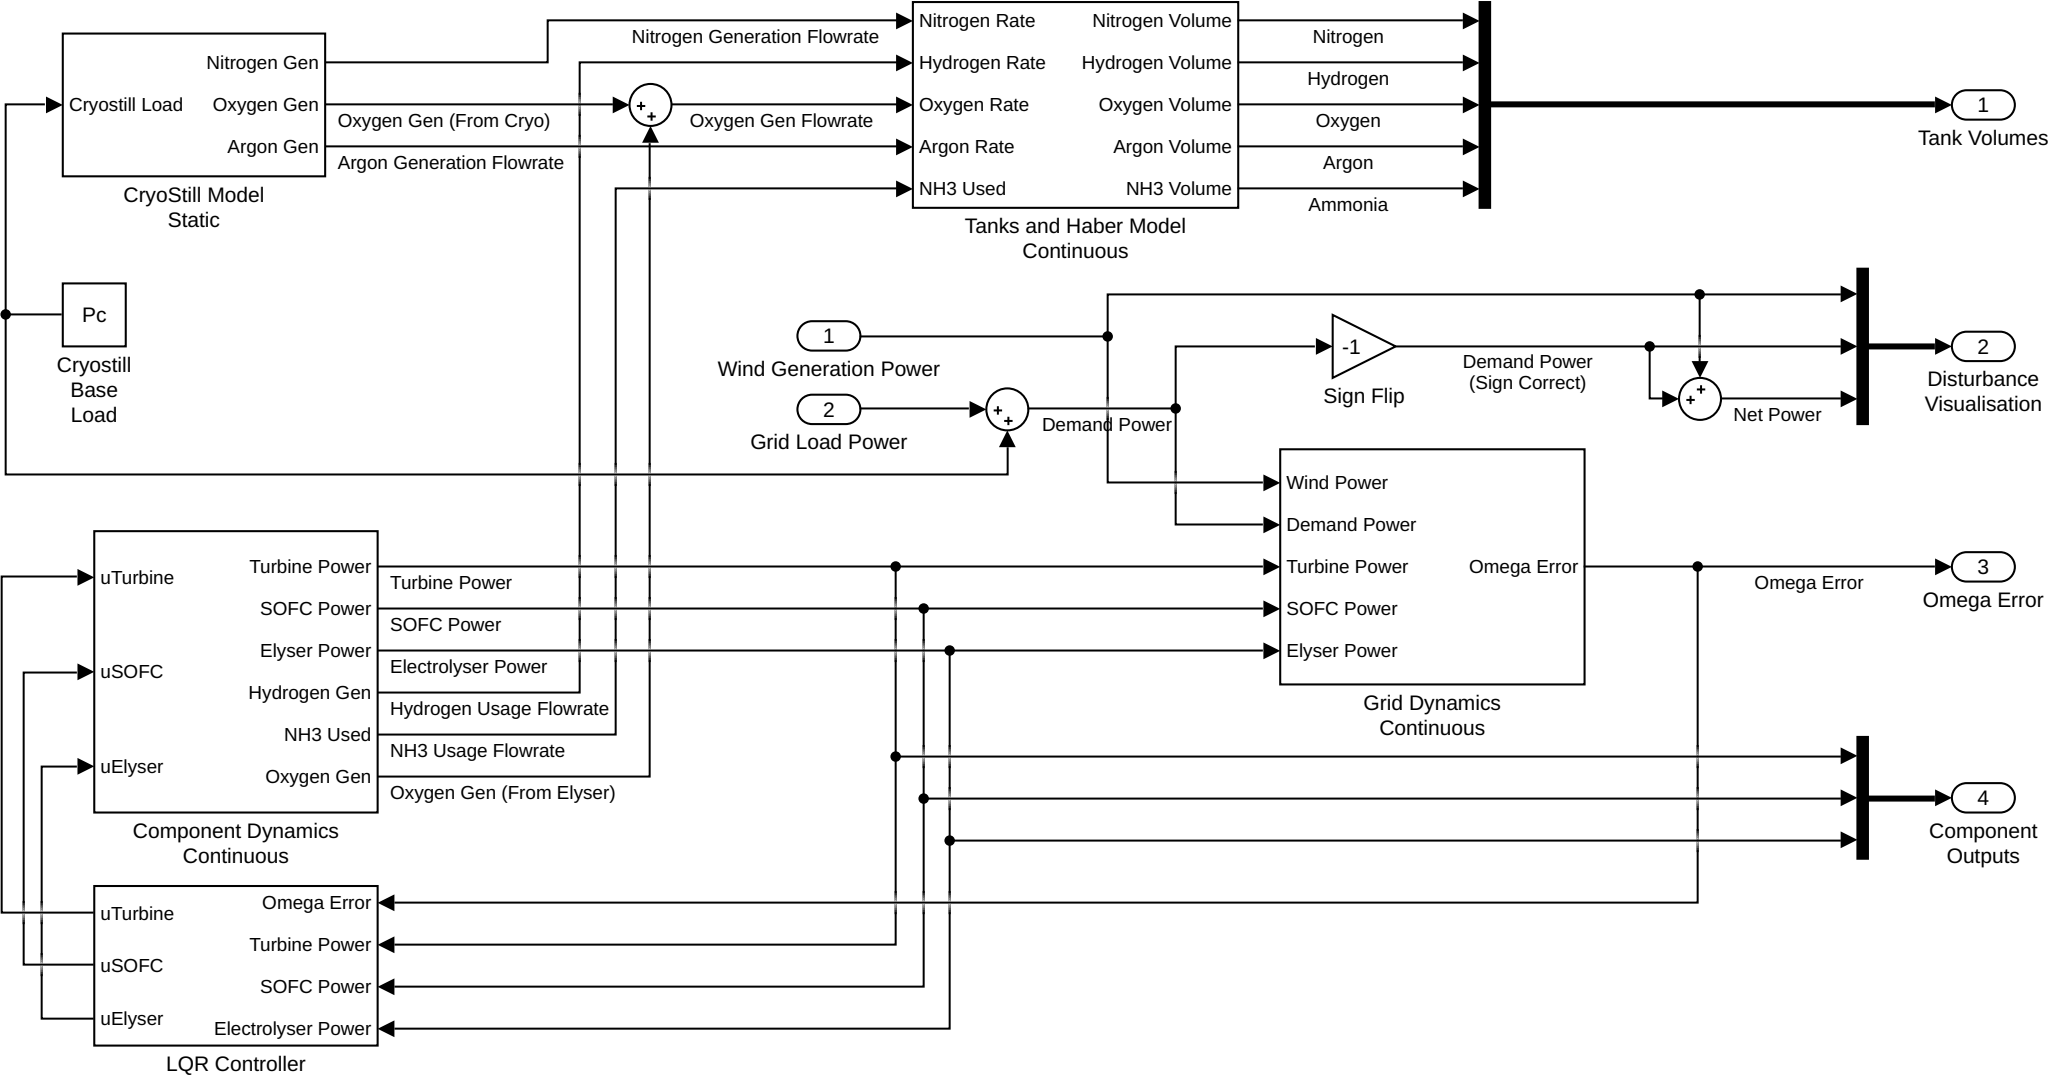 Nitrogen Gen
Cryostill Load
Oxygen Gen
Argon Gen
CryoStill Model
Static
Oxygen Gen (From Cryo)
Argon Generation Flowrate
Nitrogen Generation Flowrate
+
+
Oxygen Gen Flowrate
Nitrogen Rate
Nitrogen Volume
Hydrogen Rate
Hydrogen Volume
Oxygen Rate
Oxygen Volume
Argon Rate
Argon Volume
NH3 Used
NH3 Volume
Tanks and Haber Model
Continuous
Nitrogen
Hydrogen
Oxygen
Argon
Ammonia
1
Tank Volumes
Pc
Cryostill
Base
Load
1
Wind Generation Power
2
Grid Load Power
+
+
Demand Power
-1
Sign Flip
Demand Power
(Sign Correct)
+
+
Net Power
2
Disturbance
Visualisation
Wind Power
Demand Power
Turbine Power
Omega Error
SOFC Power
Elyser Power
Grid Dynamics
Continuous
Omega Error
3
Omega Error
uTurbine
uSOFC
uElyser
Turbine Power
SOFC Power
Elyser Power
Hydrogen Gen
NH3 Used
Oxygen Gen
Component Dynamics
Continuous
Turbine Power
SOFC Power
Electrolyser Power
Hydrogen Usage Flowrate
NH3 Usage Flowrate
Oxygen Gen (From Elyser)
4
Component
Outputs
uTurbine
uSOFC
uElyser
Omega Error
Turbine Power
SOFC Power
Electrolyser Power
LQR Controller